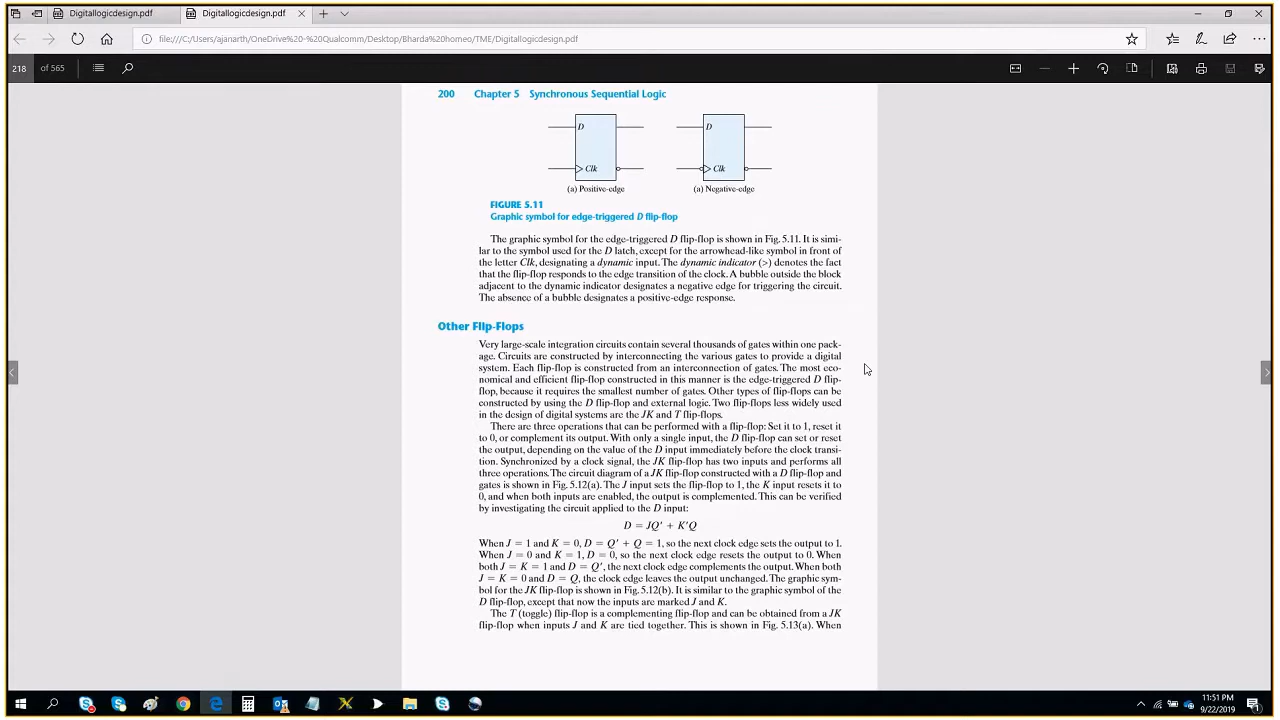 Digitallogicdesign.pdf
Digitallogicdesign.pdf
file:///C:/Users/ajanarth/OneDrive%20-%20Qualcomm/Desktop/Bharda%20homeo/TME/Digitallogicdesign.pdf
218 of 565
200 Chapter 5 Synchronous Sequential Logic
D D
Clk Clk
(a) Positive-edge (a) Negative-edge
FIGURE 5.11
Graphic symbol for edge-triggered D flip-flop
The graphic symbol for the edge-triggered D flip-flop is shown in Fig. 5.11. It is simi-
lar to the symbol used for the D latch, except for the arrowhead-like symbol in front of
the letter Clk, designating a dynamic input. The dynamic indicator (>) denotes the fact
that the flip-flop responds to the edge transition of the clock. A bubble outside the block
adjacent to the dynamic indicator designates a negative edge for triggering the circuit.
The absence of a bubble designates a positive-edge response.
Other Flip-Flops
Very large-scale integration circuits contain several thousands of gates within one pack-
age. Circuits are constructed by interconnecting the various gates to provide a digital
system. Each flip-flop is constructed from an interconnection of gates. The most eco-
nomical and efficient flip-flop constructed in this manner is the edge-triggered D flip-
flop, because it requires the smallest number of gates. Other types of flip-flops can be
constructed by using the D flip-flop and external logic. Two flip-flops less widely used
in the design of digital systems are the JK and T flip-flops.
There are three operations that can be performed with a flip-flop: Set it to 1, reset it
to 0, or complement its output. With only a single input, the D flip-flop can set or reset
the output, depending on the value of the D input immediately before the clock transi-
tion. Synchronized by a clock signal, the JK flip-flop has two inputs and performs all
three operations. The circuit diagram of a JK flip-flop constructed with a D flip-flop and
gates is shown in Fig. 5.12(a). The J input sets the flip-flop to 1, the K input resets it to
0, and when both inputs are enabled, the output is complemented. This can be verified
by investigating the circuit applied to the D input:
D = JQ′ + K′Q
When J = 1 and K = 0, D = Q′ + Q = 1, so the next clock edge sets the output to 1.
When J = 0 and K = 1, D = 0, so the next clock edge resets the output to 0. When
both J = K = 1 and D = Q′, the next clock edge complements the output. When both
J = K = 0 and D = Q, the clock edge leaves the output unchanged. The graphic sym-
bol for the JK flip-flop is shown in Fig. 5.12(b). It is similar to the graphic symbol of the
D flip-flop, except that now the inputs are marked J and K.
The T (toggle) flip-flop is a complementing flip-flop and can be obtained from a JK
flip-flop when inputs J and K are tied together. This is shown in Fig. 5.13(a). When
11:51 PM
9/22/2019